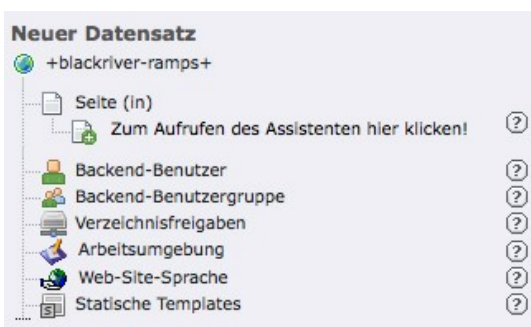 Neuer Datensatz
+blackriver-ramps+
Seite (in)
Zum Aufrufen des Assistenten hier klicken! ?
Backend-Benutzer ?
Backend-Benutzergruppe ?
Verzeichnisfreigaben ?
Arbeitsumgebung ?
Web-Site-Sprache ?
Statische Templates ?